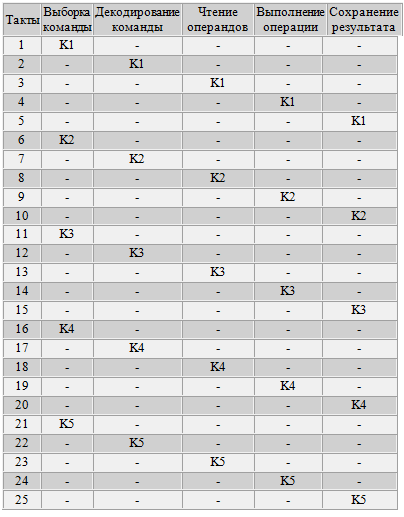 Такты Выборка команды Декодирование команды Чтение операндов Выполнение операции Сохранение результата
1 K1 - - - -
2 - K1 - - -
3 - - K1 - -
4 - - - K1 -
5 - - - - K1
6 K2 - - - -
7 - K2 - - -
8 - - K2 - -
9 - - - K2 -
10 - - - - K2
11 K3 - - - -
12 - K3 - - -
13 - - K3 - -
14 - - - K3 -
15 - - - - K3
16 K4 - - - -
17 - K4 - - -
18 - - K4 - -
19 - - - K4 -
20 - - - - K4
21 K5 - - - -
22 - K5 - - -
23 - - K5 - -
24 - - - K5 -
25 - - - - K5